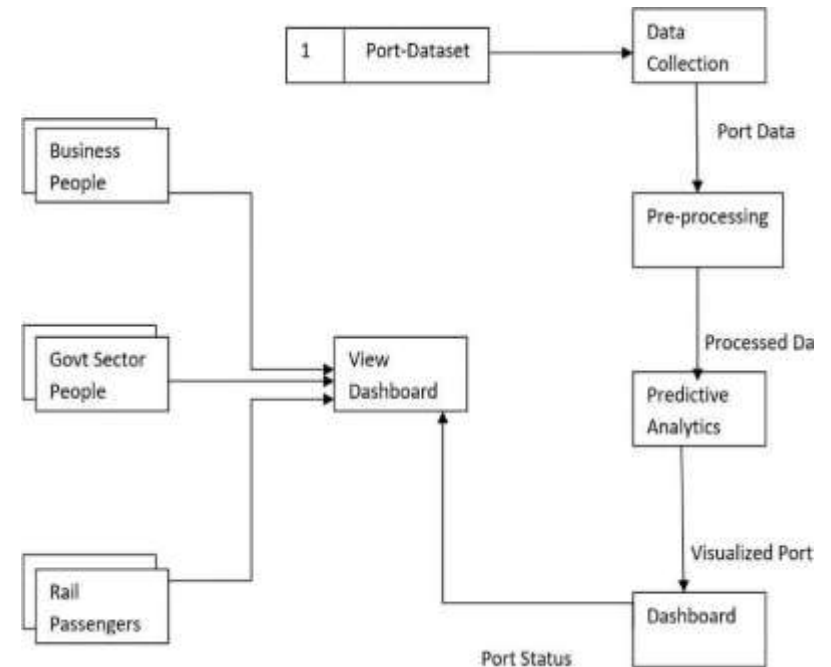 1 Port-Dataset
Data
Collection
Port Data
Business
People
Pre-processing
Processed Da
Govt Sector
People
View
Dashboard
Predictive
Analytics
Visualized Port
Rail
Passengers
Dashboard
Port Status